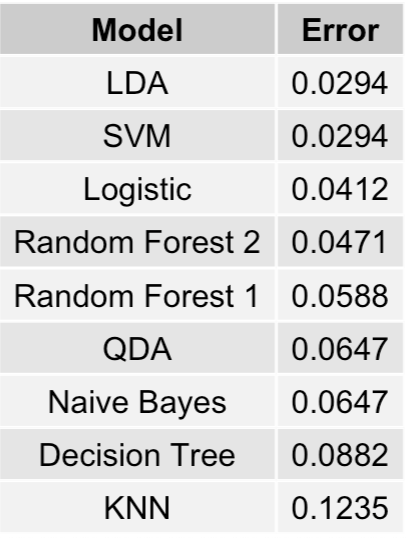 Model Error
LDA 0.0294
SVM 0.0294
Logistic 0.0412
Random Forest 2 0.0471
Random Forest 1 0.0588
QDA 0.0647
Naive Bayes 0.0647
Decision Tree 0.0882
KNN 0.1235